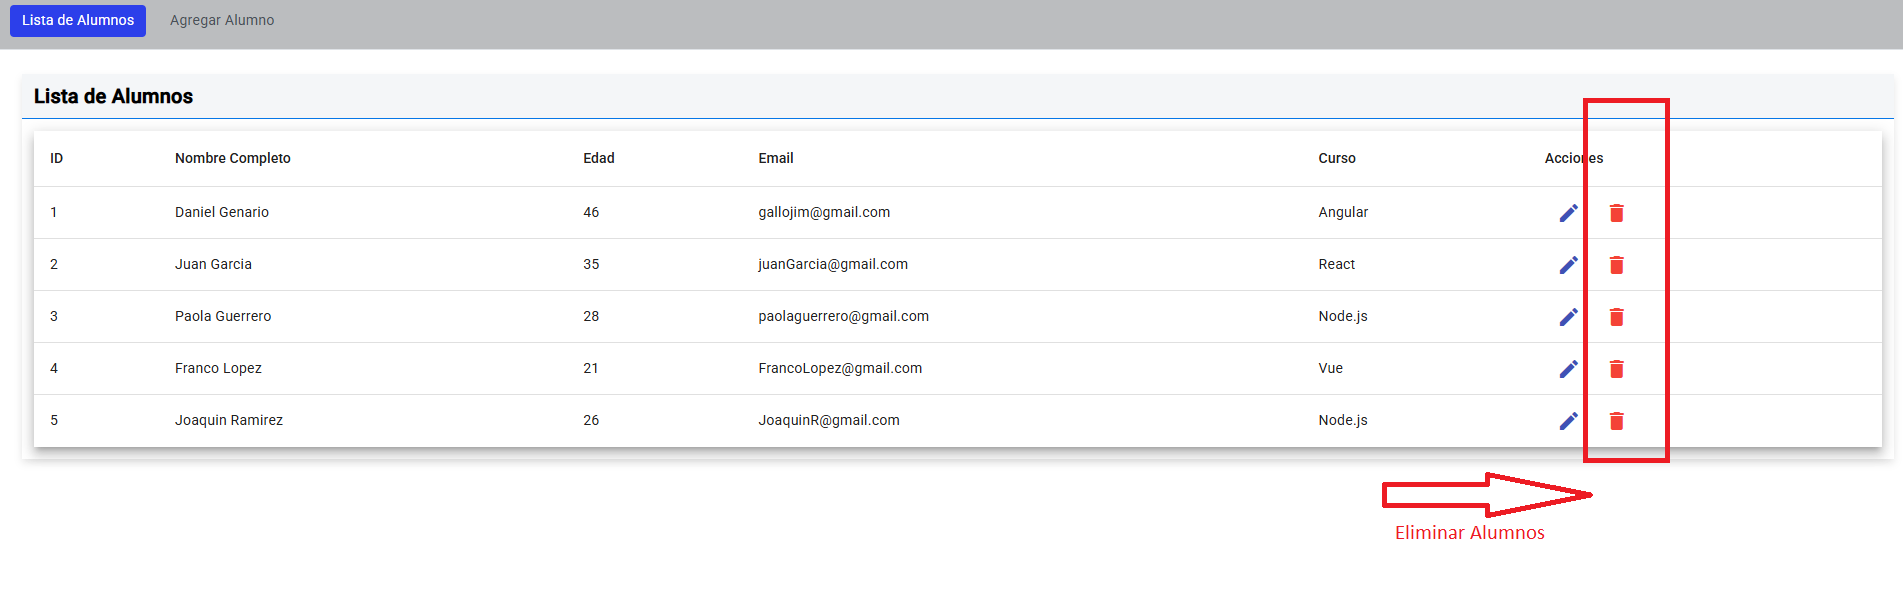 Lista de Alumnos Agregar Alumno
Lista de Alumnos
ID Nombre Completo Edad Email Curso Acciones
1 Daniel Genario 46 gallojim@gmail.com Angular
2 Juan Garcia 35 juanGarcia@gmail.com React
3 Paola Guerrero 28 paolaguerrero@gmail.com Node.js
4 Franco Lopez 21 FrancoLopez@gmail.com Vue
5 Joaquin Ramirez 26 JoaquinR@gmail.com Node.js
Eliminar Alumnos